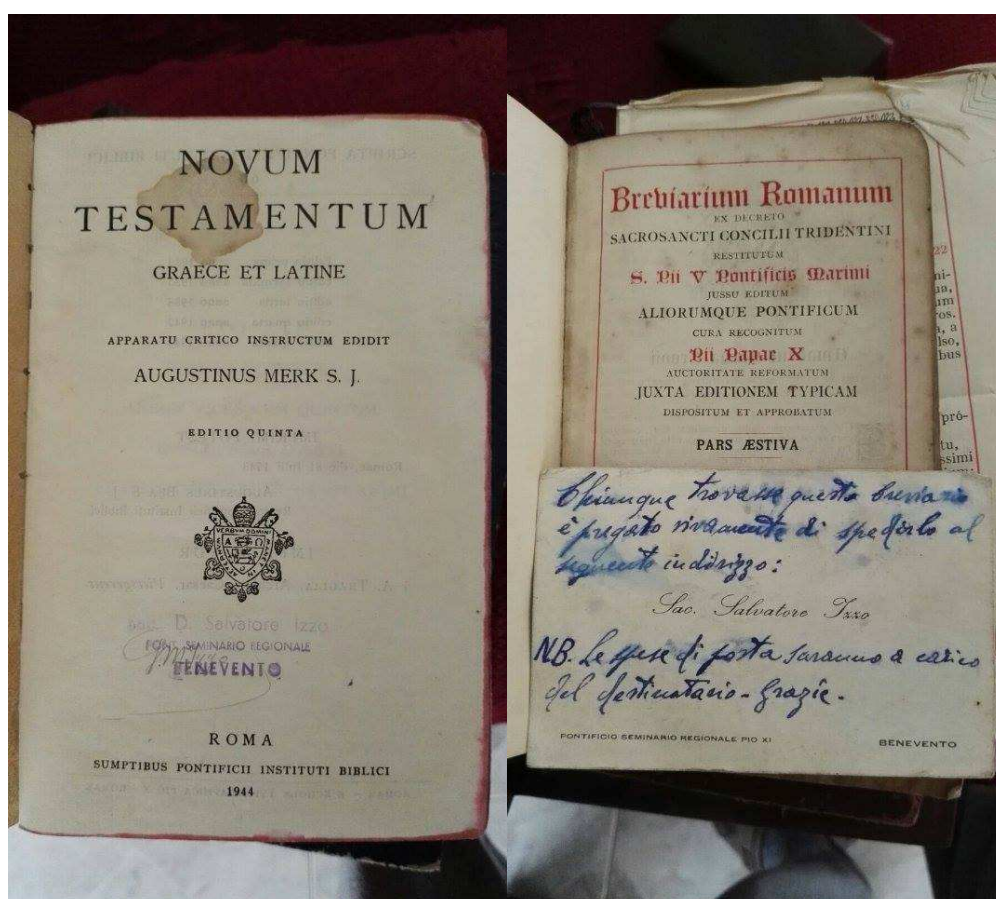 NOVUM
TESTAMENTUM
GRAECE ET LATINE
APPARATU CRITICO INSTRUCTUM EDIDIT
AUGUSTINUS MERK S. J.
EDITIO QUINTA
D. Salvatore Izzo
PONT. SEMINARIO REGIONALE
BENEVENTO
ROMA
SUMPTIBUS PONTIFICII INSTITUTI BIBLICI
1944
Breviarium Romanum
EX DECRETO
SACROSANCTI CONCILII TRIDENTINI
RESTITUTUM
S. Pii V Pontificis Maximi
JUSSU EDITUM
ALIORUMQUE PONTIFICUM
CURA RECOGNITUM
Pii Papae X
AUCTORITATE REFORMATUM
JUXTA EDITIONEM TYPICAM
DISPOSITUM ET APPROBATUM
PARS ÆSTIVA
Chiunque trovasse questo breviario
è pregato vivamente di spedirlo al
seguente indirizzo:
Sac. Salvatore Izzo
N.B. Le spese di posta saranno a carico
del destinatario - Grazie.
PONTIFICIO SEMINARIO REGIONALE PIO XI
BENEVENTO